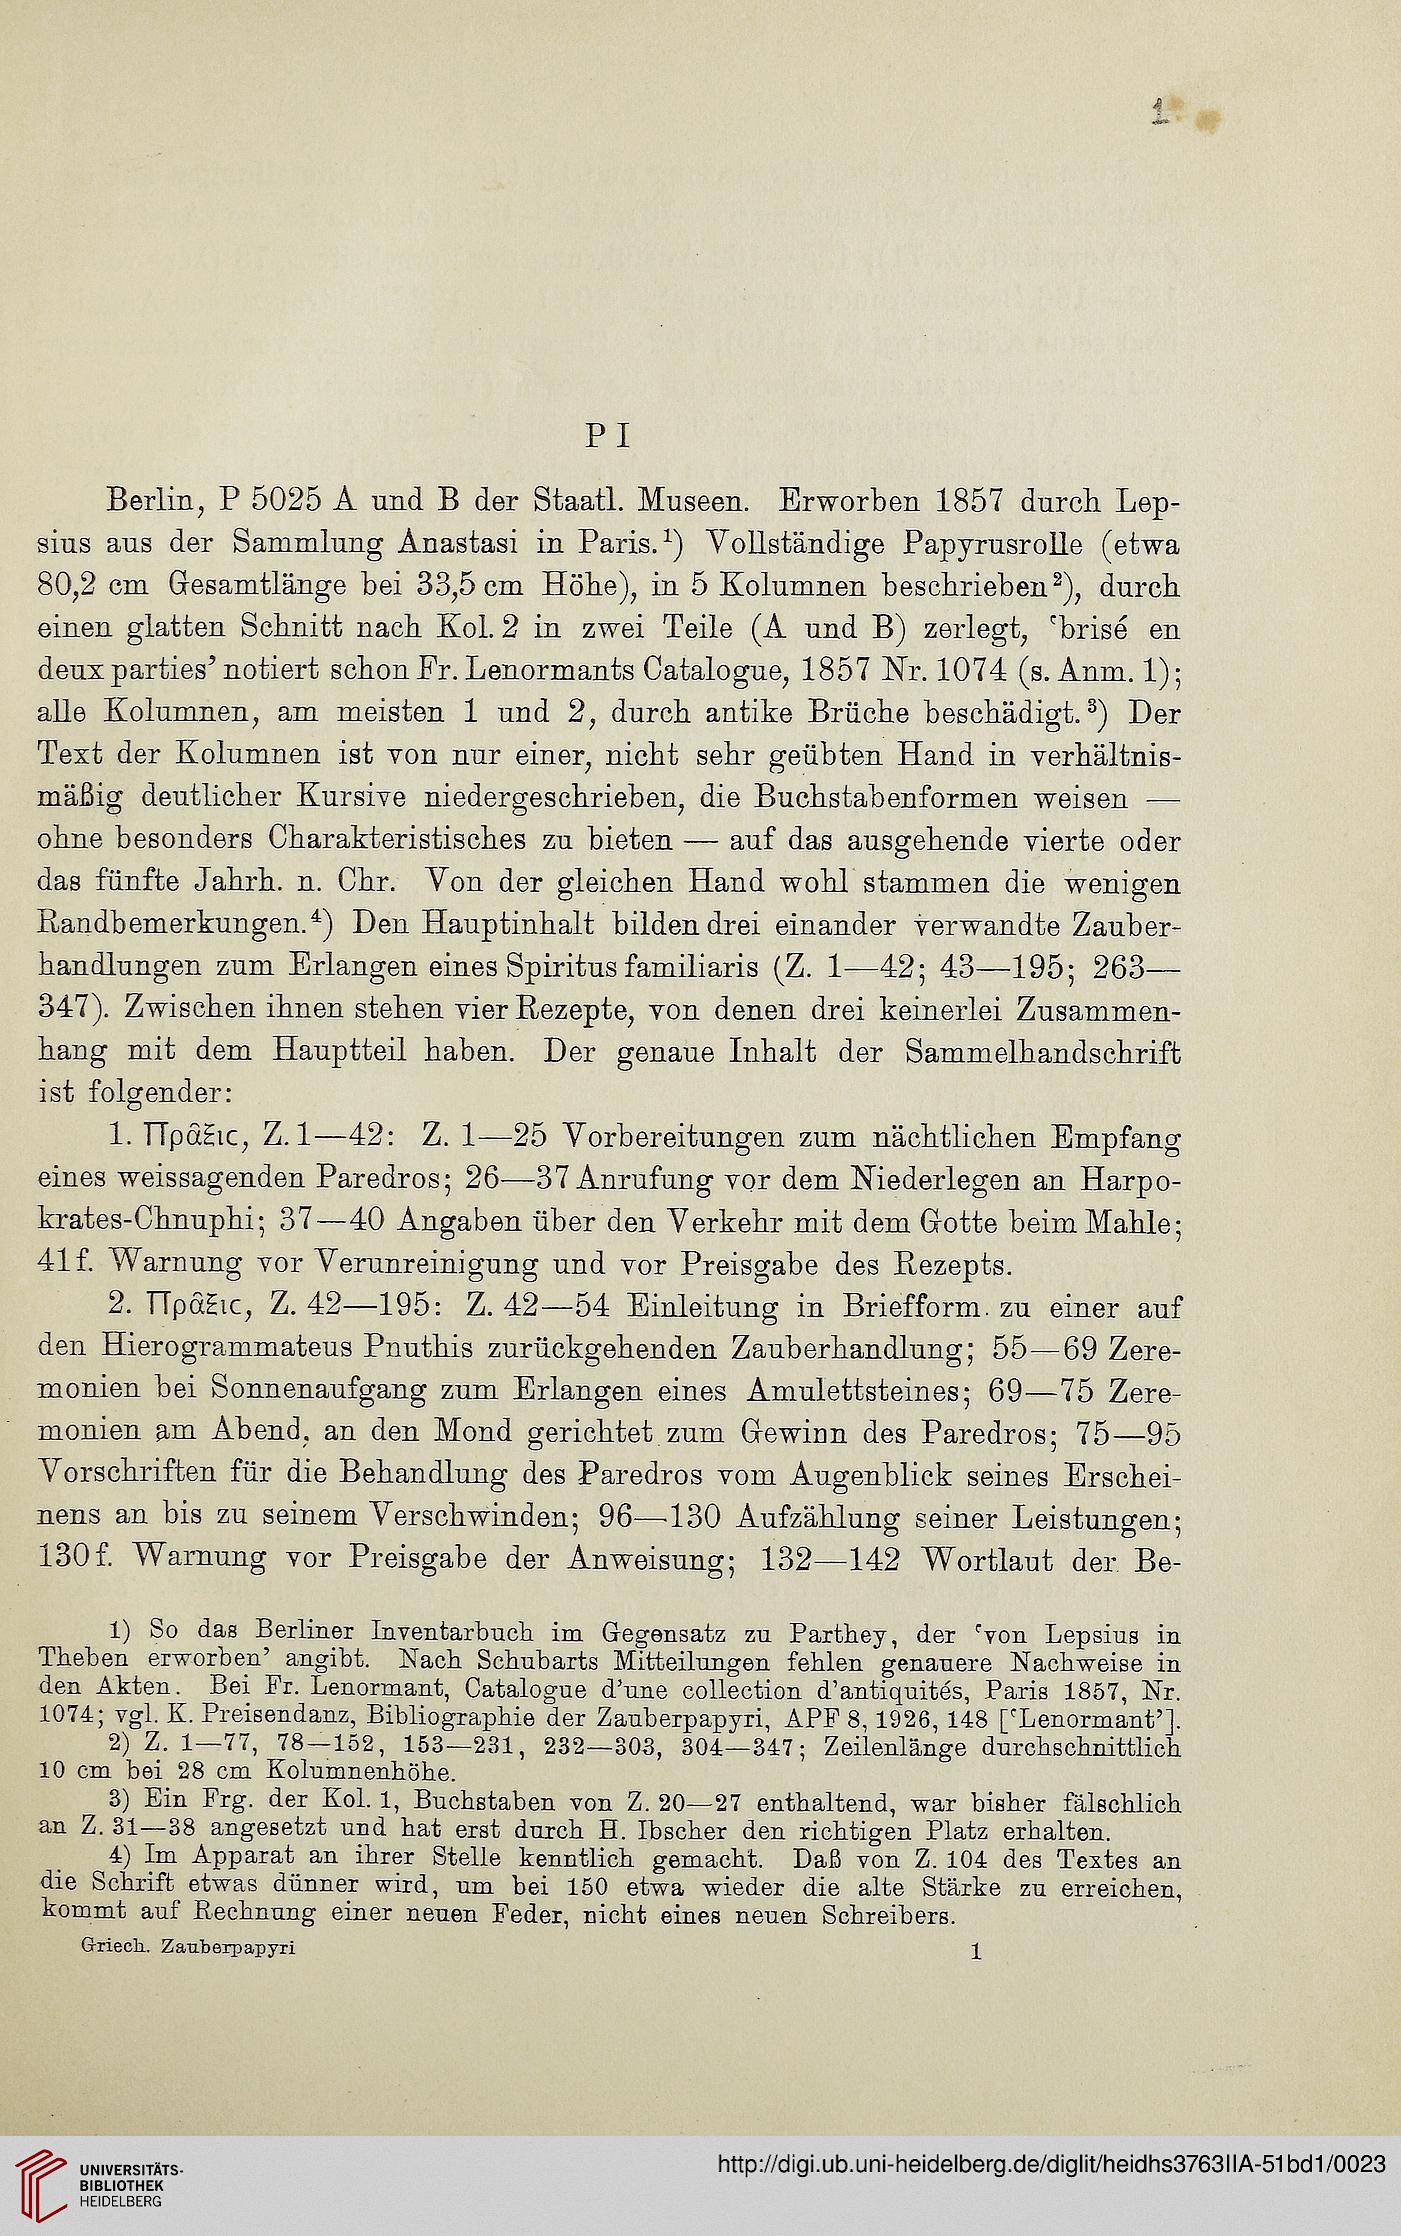 1
P I
Berlin, P 5025 A und B der Staatl. Museen. Erworben 1857 durch Lep-
sius aus der Sammlung Anastasi in Paris.¹) Vollständige Papyrusrolle (etwa
80,2 cm Gesamtlänge bei 33,5 cm Höhe), in 5 Kolumnen beschrieben²), durch
einen glatten Schnitt nach Kol. 2 in zwei Teile (A und B) zerlegt, ‘brisé en
deux parties’ notiert schon Fr. Lenormants Catalogue, 1857 Nr. 1074 (s. Anm. 1);
alle Kolumnen, am meisten 1 und 2, durch antike Brüche beschädigt.³) Der
Text der Kolumnen ist von nur einer, nicht sehr geübten Hand in verhältnis-
mäßig deutlicher Kursive niedergeschrieben, die Buchstabenformen weisen —
ohne besonders Charakteristisches zu bieten — auf das ausgehende vierte oder
das fünfte Jahrh. n. Chr. Von der gleichen Hand wohl stammen die wenigen
Randbemerkungen.⁴) Den Hauptinhalt bilden drei einander verwandte Zauber-
handlungen zum Erlangen eines Spiritus familiaris (Z. 1—42; 43—195; 263—
347). Zwischen ihnen stehen vier Rezepte, von denen drei keinerlei Zusammen-
hang mit dem Hauptteil haben. Der genaue Inhalt der Sammelhandschrift
ist folgender:
1. Πρᾶξιϲ, Z. 1—42: Z. 1—25 Vorbereitungen zum nächtlichen Empfang
eines weissagenden Paredros; 26—37 Anrufung vor dem Niederlegen an Harpo-
krates-Chnuphi; 37—40 Angaben über den Verkehr mit dem Gotte beim Mahle;
41 f. Warnung vor Verunreinigung und vor Preisgabe des Rezepts.
2. Πρᾶξιϲ, Z. 42—195: Z. 42—54 Einleitung in Briefform zu einer auf
den Hierogrammateus Pnuthis zurückgehenden Zauberhandlung; 55—69 Zere-
monien bei Sonnenaufgang zum Erlangen eines Amulettsteines; 69—75 Zere-
monien am Abend, an den Mond gerichtet zum Gewinn des Paredros; 75—95
Vorschriften für die Behandlung des Paredros vom Augenblick seines Erschei-
nens an bis zu seinem Verschwinden; 96—130 Aufzählung seiner Leistungen;
130 f. Warnung vor Preisgabe der Anweisung; 132—142 Wortlaut der Be-
1) So das Berliner Inventarbuch im Gegensatz zu Parthey, der ‘von Lepsius in
Theben erworben’ angibt. Nach Schubarts Mitteilungen fehlen genauere Nachweise in
den Akten. Bei Fr. Lenormant, Catalogue d’une collection d’antiquités, Paris 1857, Nr.
1074; vgl. K. Preisendanz, Bibliographie der Zauberpapyri, APF 8, 1926, 148 [‘Lenormant’].
2) Z. 1—77, 78—152, 153—231, 232—303, 304—347; Zeilenlänge durchschnittlich
10 cm bei 28 cm Kolumnenhöhe.
3) Ein Frg. der Kol. 1, Buchstaben von Z. 20—27 enthaltend, war bisher fälschlich
an Z. 31—38 angesetzt und hat erst durch H. Ibscher den richtigen Platz erhalten.
4) Im Apparat an ihrer Stelle kenntlich gemacht. Daß von Z. 104 des Textes an
die Schrift etwas dünner wird, um bei 150 etwa wieder die alte Stärke zu erreichen,
kommt auf Rechnung einer neuen Feder, nicht eines neuen Schreibers.
Griech. Zauberpapyri 1
UNIVERSITÄTS-
BIBLIOTHEK
HEIDELBERG
http://digi.ub.uni-heidelberg.de/diglit/heidhs3763IIA-51bd1/0023